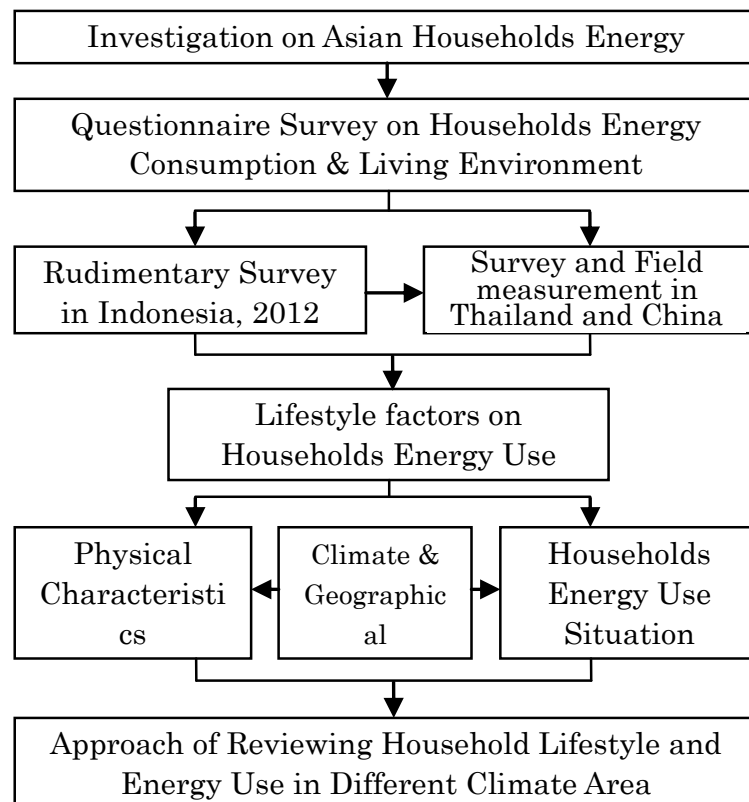 Investigation on Asian Households Energy
Questionnaire Survey on Households Energy
Consumption & Living Environment
Rudimentary Survey
in Indonesia, 2012
Survey and Field
measurement in
Thailand and China
Lifestyle factors on
Households Energy Use
Physical
Characteristi
cs
Climate &
Geographic
al
Households
Energy Use
Situation
Approach of Reviewing Household Lifestyle and
Energy Use in Different Climate Area